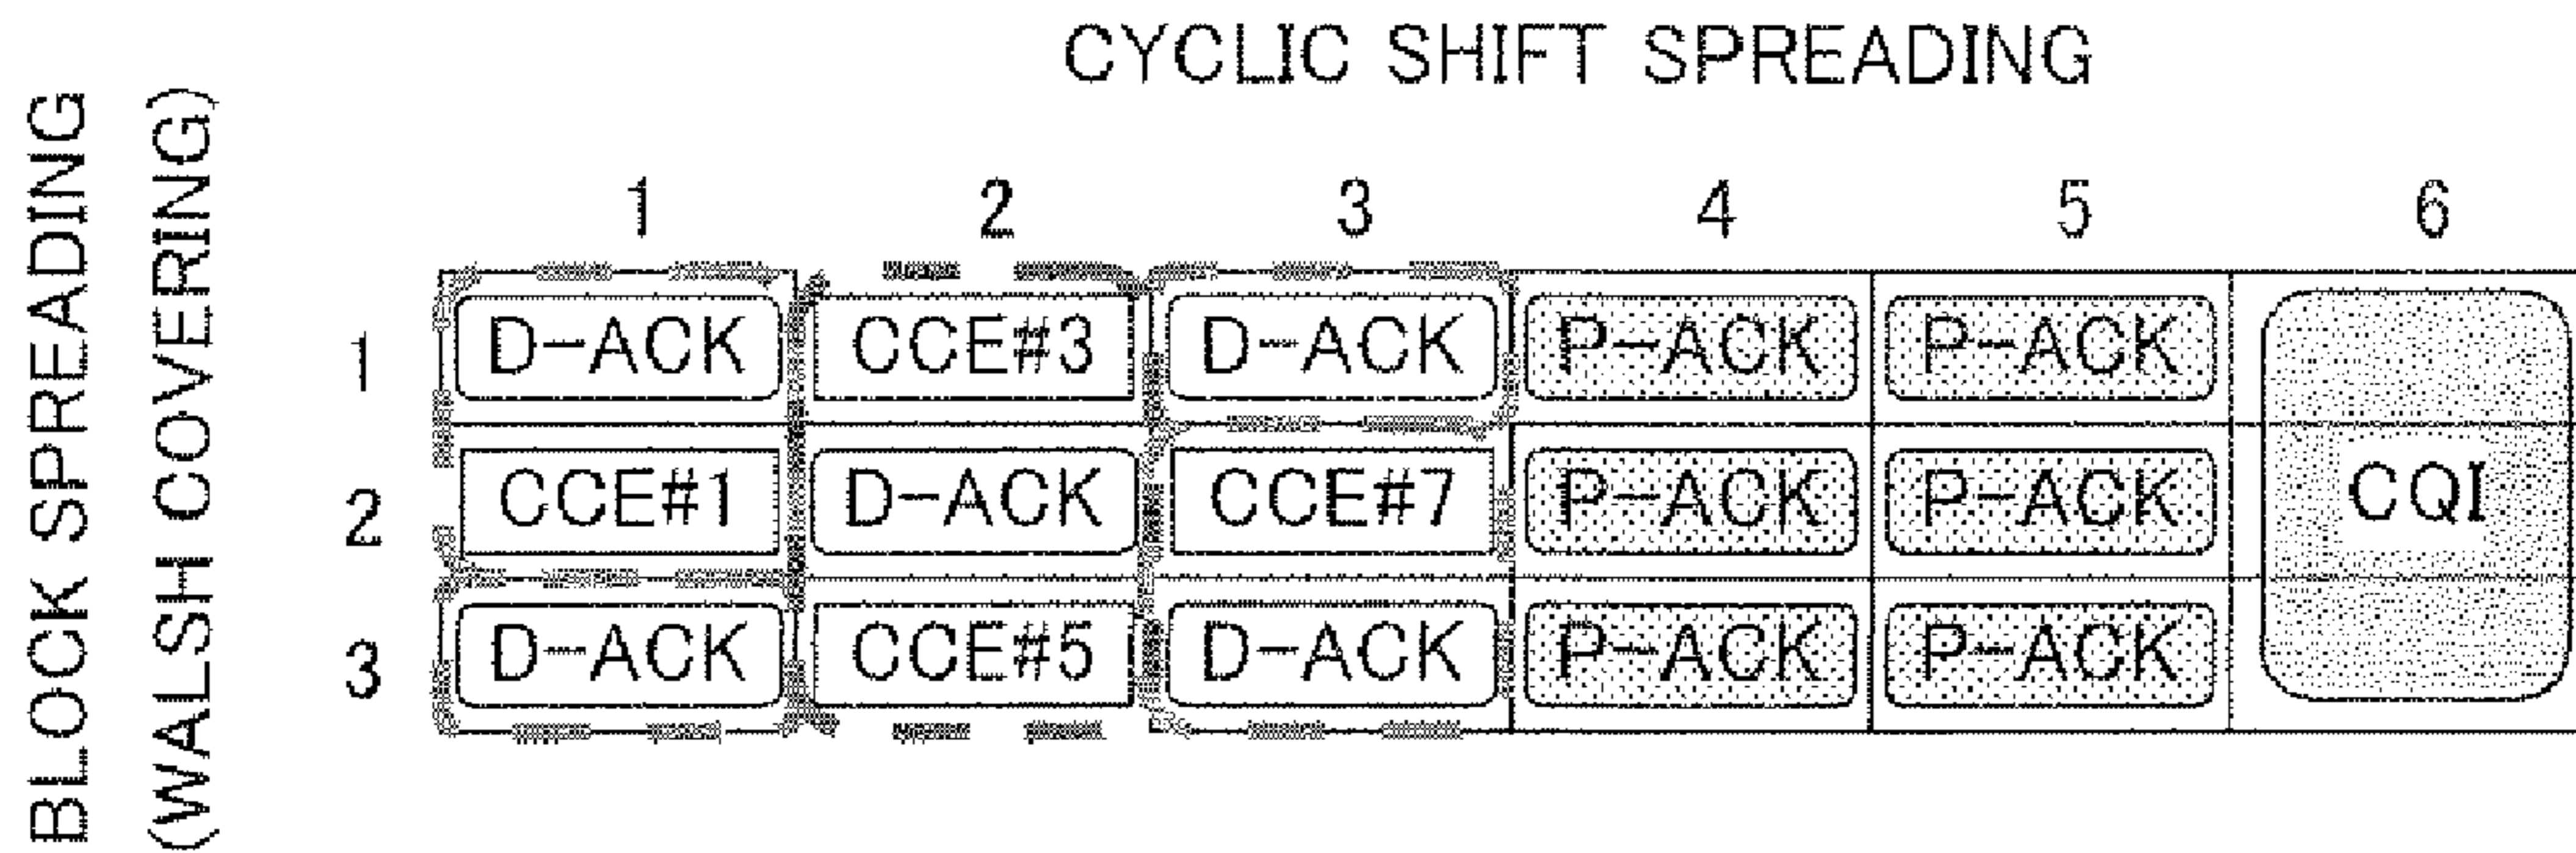 CYCLIC SHIFT SPREADING
BLOCK SPREADING
(WALSH COVERING)
1 2 3 4 5 6
1 D-ACK CCE#3 D-ACK P-ACK P-ACK
2 CCE#1 D-ACK CCE#7 P-ACK P-ACK CQI
3 D-ACK CCE#5 D-ACK P-ACK P-ACK